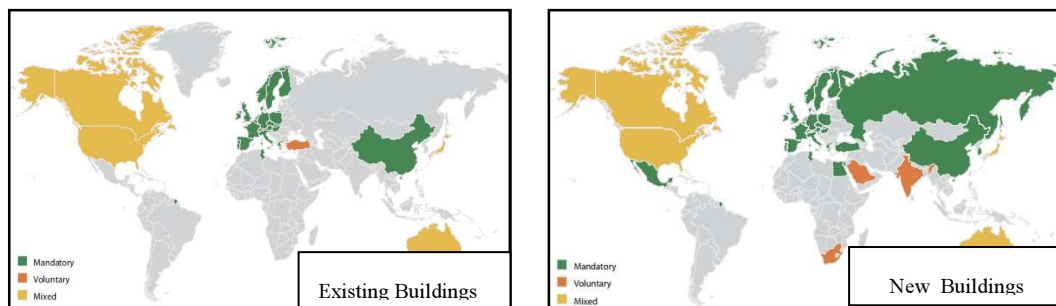 Mandatory
Voluntary
Mixed
Existing Buildings
Mandatory
Voluntary
Mixed
New Buildings